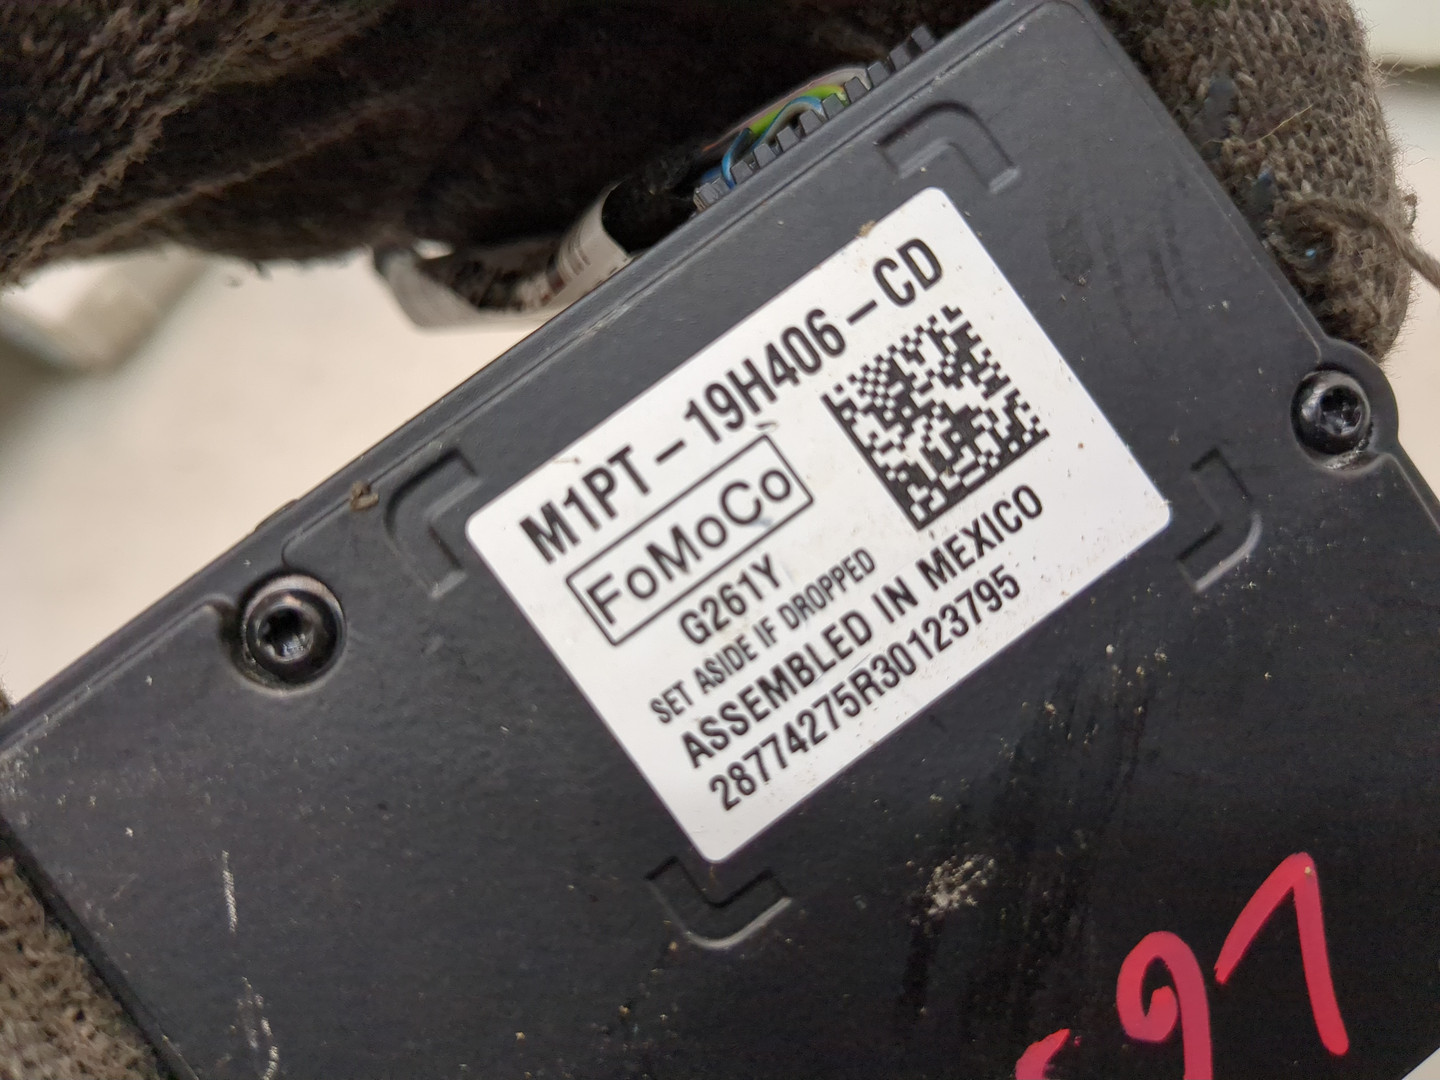 M1PT-19H406-CD
FoMoCo
G261Y
SET ASIDE IF DROPPED
ASSEMBLED IN MEXICO
28774275R30123795